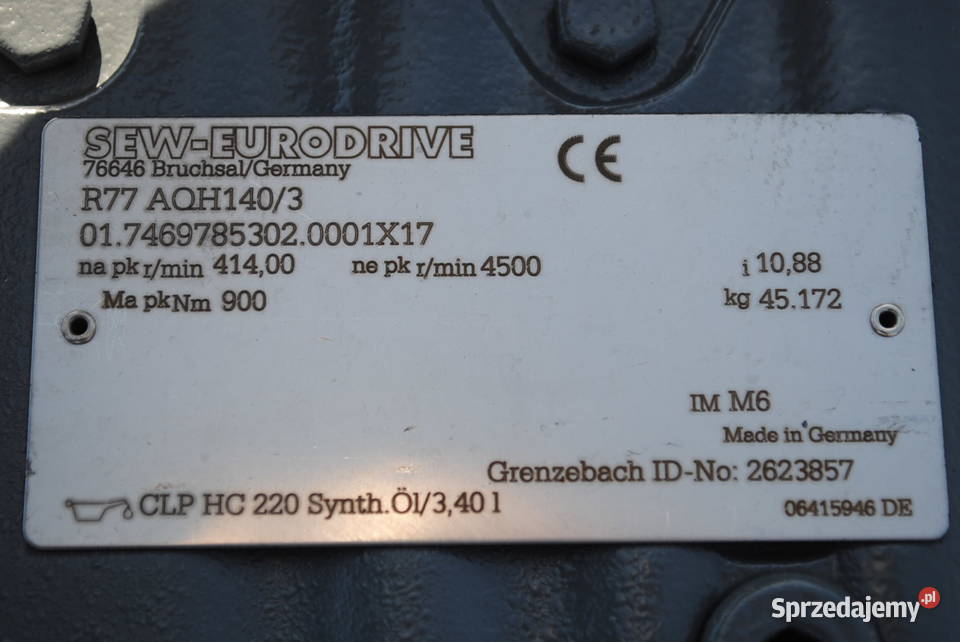 SEW-EURODRIVE
CE
76646 Bruchsal/Germany
R77 AQH140/3
01.7469785302.0001X17
na pk r/min 414,00 ne pk r/min 4500 i 10,88
Ma pk Nm 900 kg 45.172
IM M6
Made in Germany
Grenzebach ID-No: 2623857
CLP HC 220 Synth.Öl/3,40 l
06415946 DE
Sprzedajemy.pl